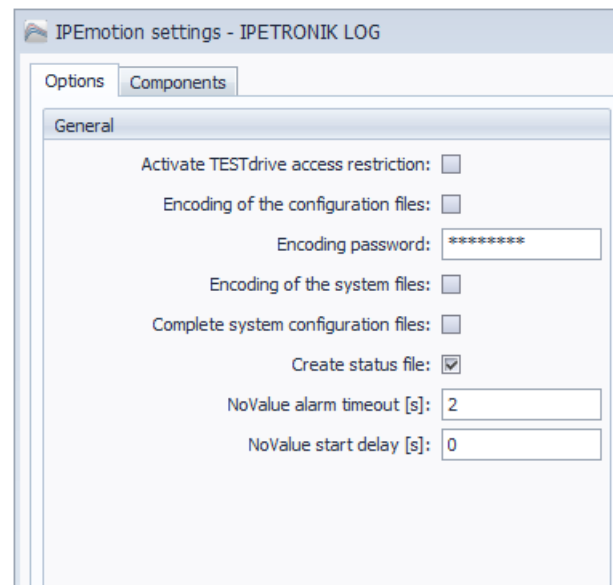 IPEmotion settings - IPETRONIK LOG
Options Components
General
Activate TESTdrive access restriction:
Encoding of the configuration files:
Encoding password: ********
Encoding of the system files:
Complete system configuration files:
Create status file:
NoValue alarm timeout [s]: 2
NoValue start delay [s]: 0